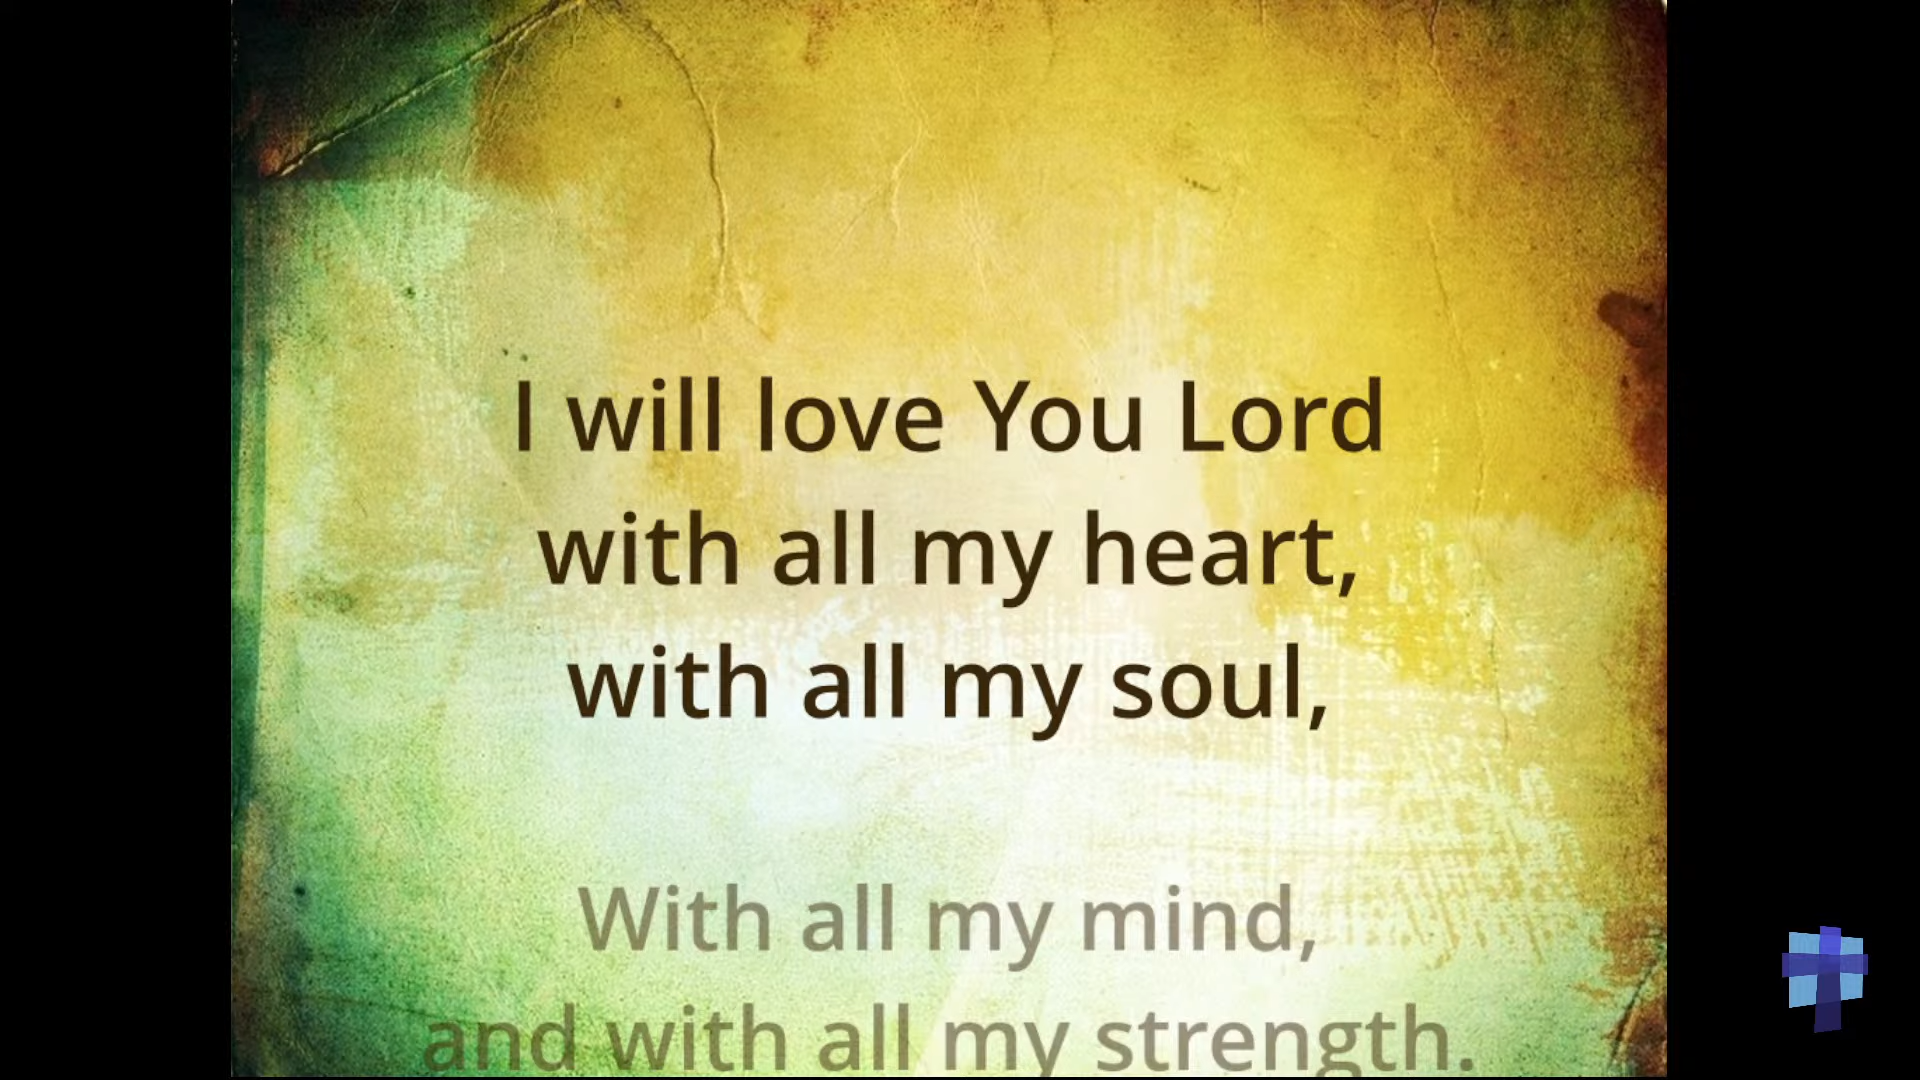 I will love You Lord
with all my heart,
with all my soul,
With all my mind,
and with all my strength.